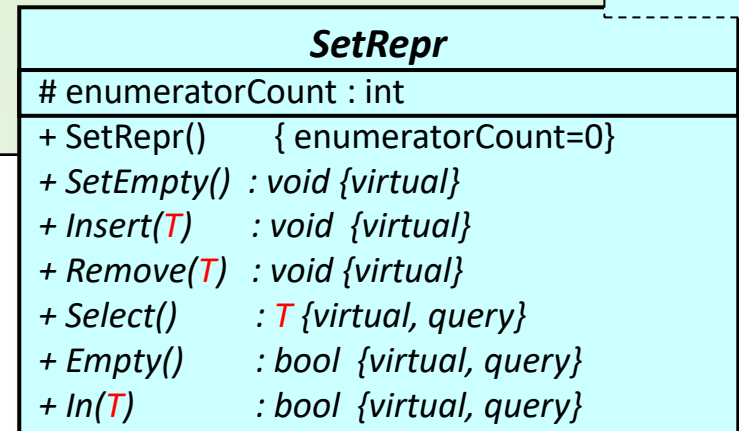 SetRepr
# enumeratorCount : int
+ SetRepr() { enumeratorCount=0}
+ SetEmpty() : void {virtual}
+ Insert(T) : void {virtual}
+ Remove(T) : void {virtual}
+ Select() : T {virtual, query}
+ Empty() : bool {virtual, query}
+ In(T) : bool {virtual, query}